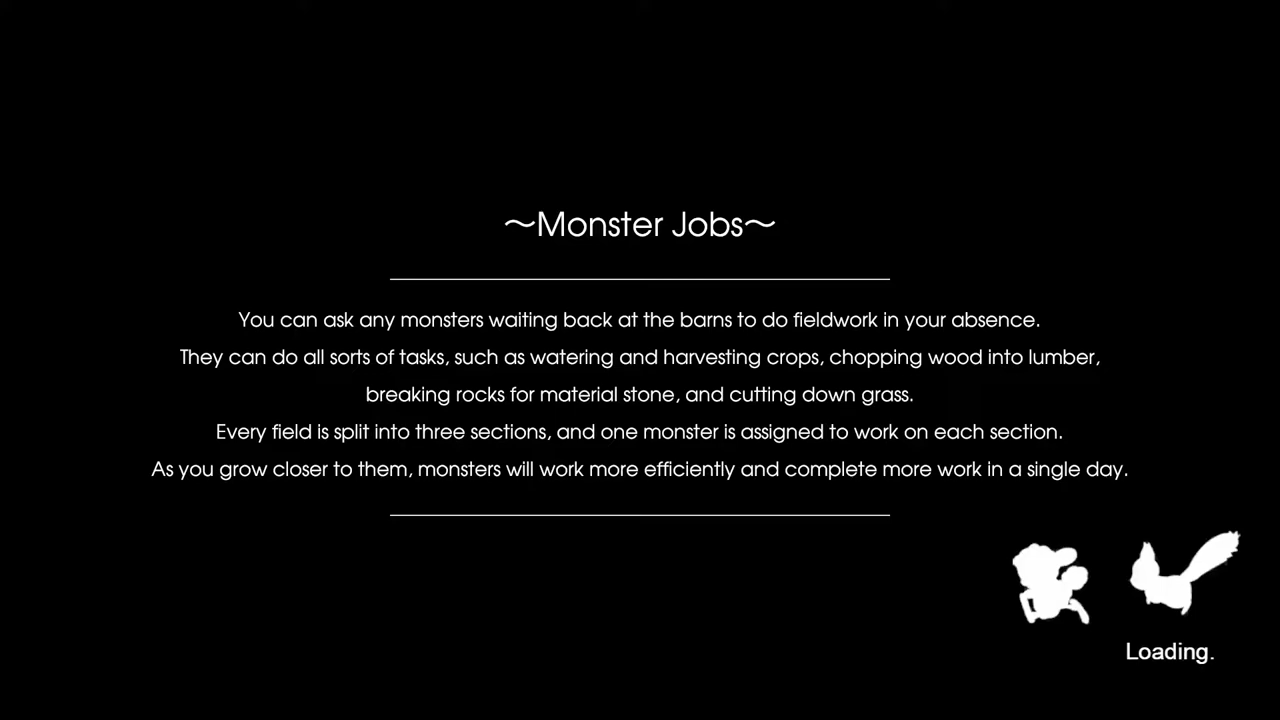 ～Monster Jobs～
You can ask any monsters waiting back at the barns to do fieldwork in your absence.
They can do all sorts of tasks, such as watering and harvesting crops, chopping wood into lumber,
breaking rocks for material stone, and cutting down grass.
Every field is split into three sections, and one monster is assigned to work on each section.
As you grow closer to them, monsters will work more efficiently and complete more work in a single day.
Loading.